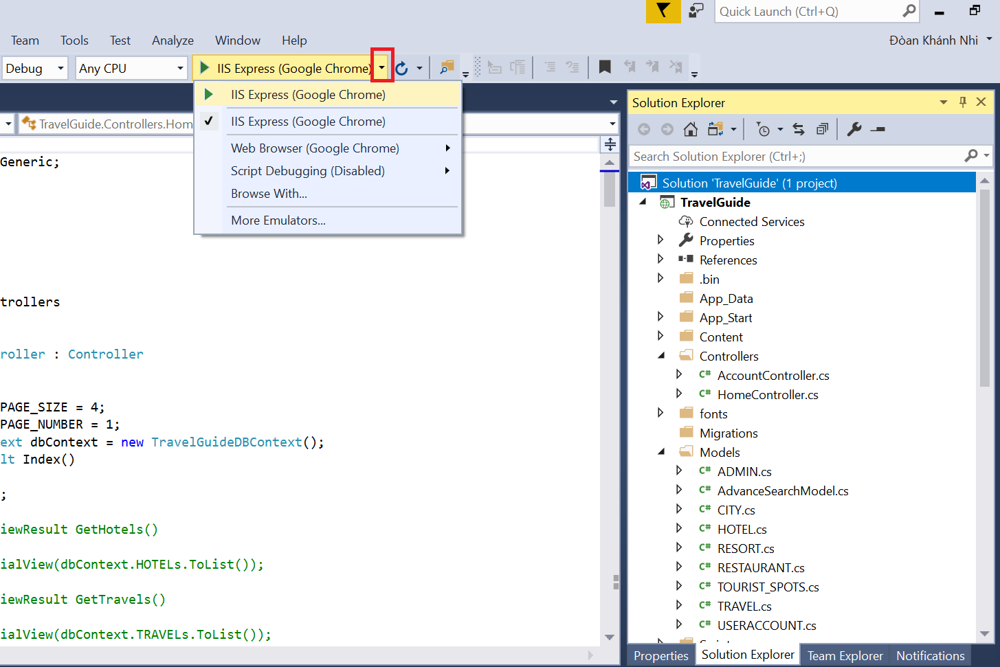 Quick Launch (Ctrl+Q)
Team Tools Test Analyze Window Help
Đoàn Khánh Nhi
Debug Any CPU IIS Express (Google Chrome)
IIS Express (Google Chrome)
IIS Express (Google Chrome)
Web Browser (Google Chrome)
Script Debugging (Disabled)
Browse With...
More Emulators...
TravelGuide.Controllers.Hom
Generic;
trollers
roller : Controller
PAGE_SIZE = 4;
PAGE_NUMBER = 1;
ext dbContext = new TravelGuideDBContext();
lt Index()
;
iewResult GetHotels()
ialView(dbContext.HOTELs.ToList());
iewResult GetTravels()
ialView(dbContext.TRAVELs.ToList());
Solution Explorer
Search Solution Explorer (Ctrl+;)
Solution 'TravelGuide' (1 project)
TravelGuide
Connected Services
Properties
References
.bin
App_Data
App_Start
Content
Controllers
C# AccountController.cs
C# HomeController.cs
fonts
Migrations
Models
C# ADMIN.cs
C# AdvanceSearchModel.cs
C# CITY.cs
C# HOTEL.cs
C# RESORT.cs
C# RESTAURANT.cs
C# TOURIST_SPOTS.cs
C# TRAVEL.cs
C# USERACCOUNT.cs
Properties Solution Explorer Team Explorer Notifications